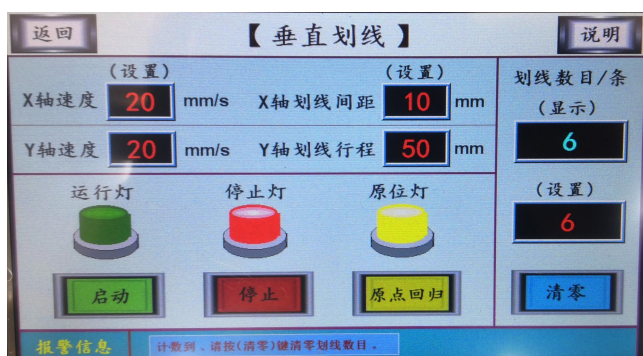 返回 【垂直划线】 说明
(设置) (设置) 划线数目/条
X轴速度 20 mm/s X轴划线间距 10 mm (显示)
6
Y轴速度 20 mm/s Y轴划线行程 50 mm
运行灯 停止灯 原位灯 (设置)
6
启动 停止 原点回归 清零
报警信息 计数到，请按(清零)键清零划线数目。